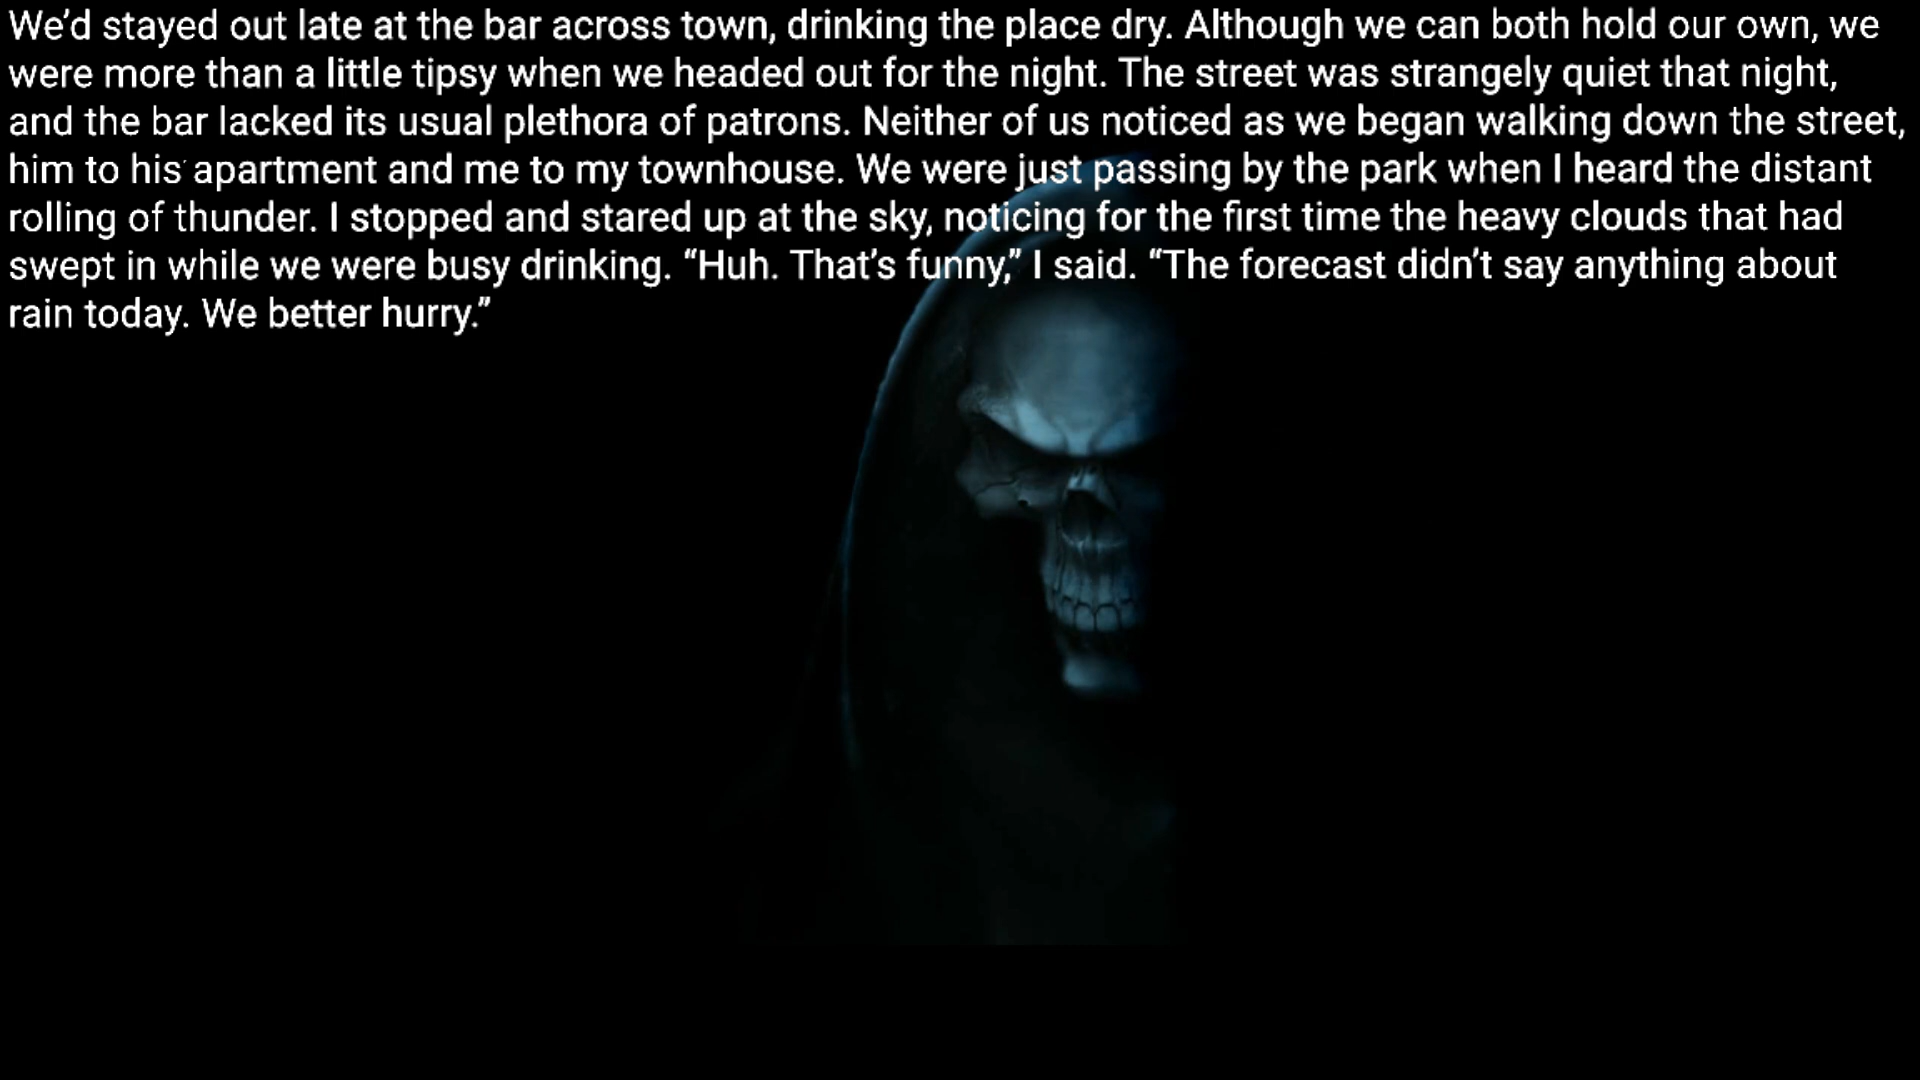 We’d stayed out late at the bar across town, drinking the place dry. Although we can both hold our own, we
were more than a little tipsy when we headed out for the night. The street was strangely quiet that night,
and the bar lacked its usual plethora of patrons. Neither of us noticed as we began walking down the street,
him to his apartment and me to my townhouse. We were just passing by the park when I heard the distant
rolling of thunder. I stopped and stared up at the sky, noticing for the first time the heavy clouds that had
swept in while we were busy drinking. “Huh. That’s funny,” I said. “The forecast didn’t say anything about
rain today. We better hurry.”